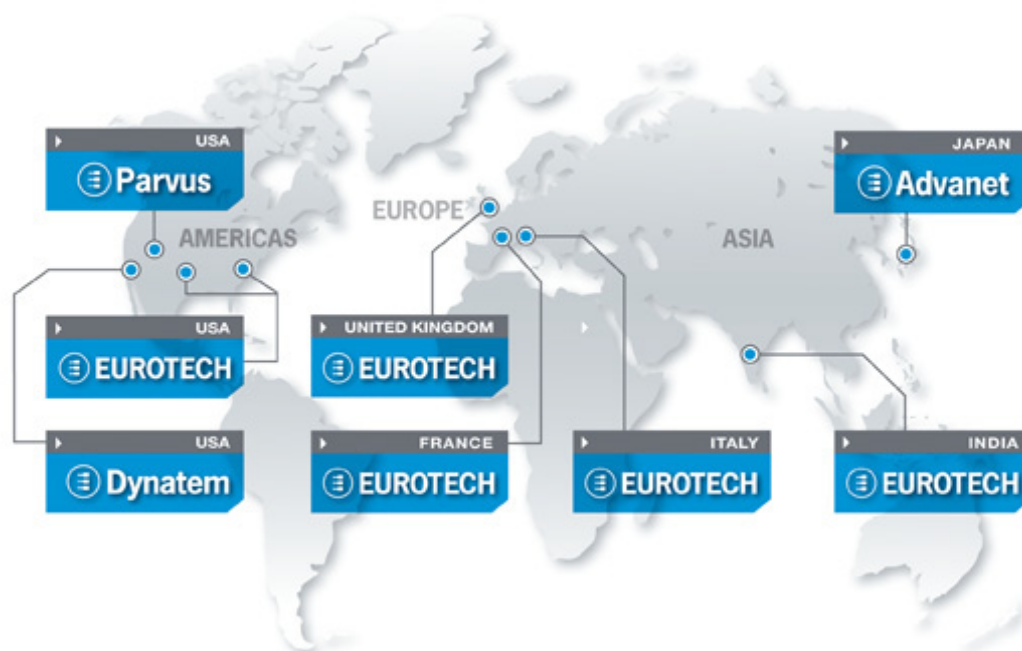 USA
Parvus
JAPAN
Advanet
EUROPE
AMERICAS
ASIA
USA
EUROTECH
UNITED KINGDOM
EUROTECH
USA
Dynatem
FRANCE
EUROTECH
ITALY
EUROTECH
INDIA
EUROTECH